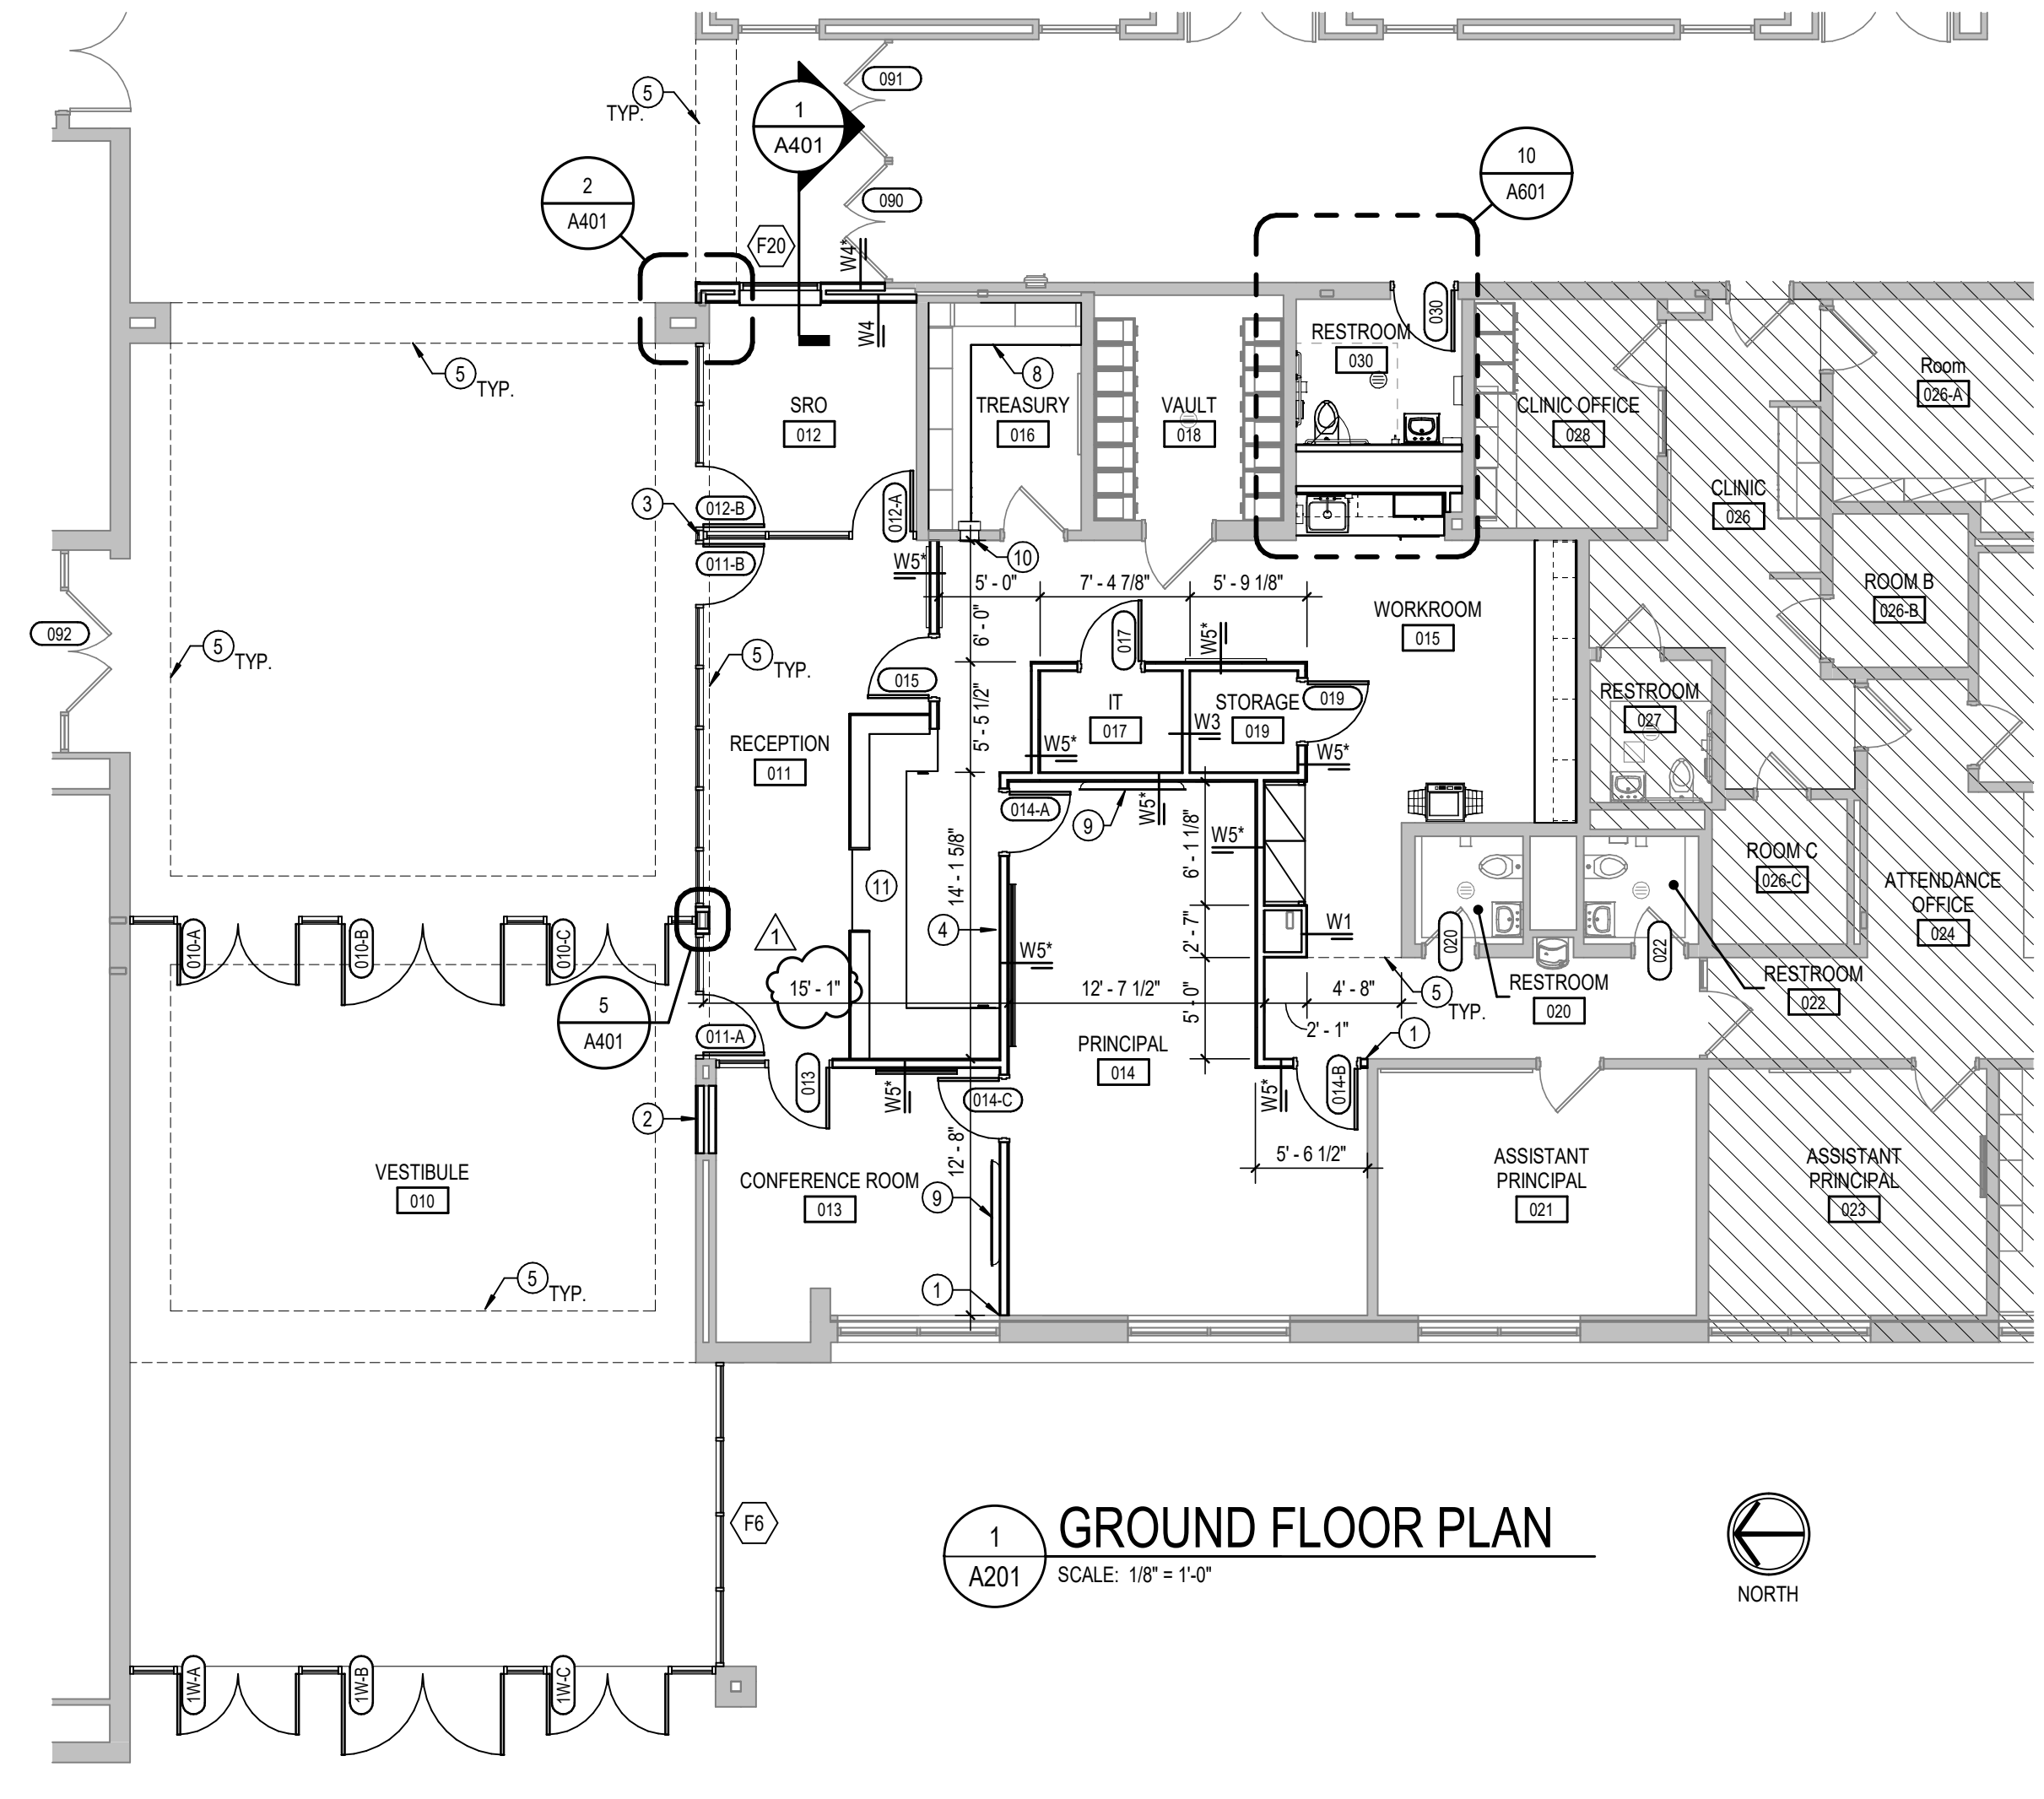 091
5
TYP.
1
A401
10
A601
2
A401
090
F20
W4*
W4
030
RESTROOM
030
5
TYP.
8
Room
026-A
SRO
012
TREASURY
016
VAULT
018
CLINIC OFFICE
028
CLINIC
026
3
012-B
012-A
011-B
10
W5*
5' - 0"
7' - 4 7/8"
5' - 9 1/8"
ROOM B
026-B
WORKROOM
015
092
5
TYP.
5
TYP.
6' - 0"
017
W5*
015
019
RESTROOM
027
IT
017
STORAGE
019
W3
5' - 5 1/2"
RECEPTION
011
W5*
W5*
014-A
9
W5*
W5*
6' - 1 1/8"
14' - 1 5/8"
ROOM C
026-C
ATTENDANCE
OFFICE
024
11
4
1
W5*
W1
2' - 7"
020
022
010-A
010-B
010-C
RESTROOM
020
RESTROOM
022
15' - 1"
12' - 7 1/2"
4' - 8"
5
TYP.
5' - 0"
2' - 1"
1
5
A401
011-A
PRINCIPAL
014
013
W5*
014-C
W5*
014-B
2
12' - 8"
5' - 6 1/2"
VESTIBULE
010
CONFERENCE ROOM
013
9
ASSISTANT
PRINCIPAL
021
ASSISTANT
PRINCIPAL
023
5
TYP.
1
F6
1
A201
GROUND FLOOR PLAN
SCALE: 1/8" = 1'-0"
NORTH
1W-A
1W-B
1W-C